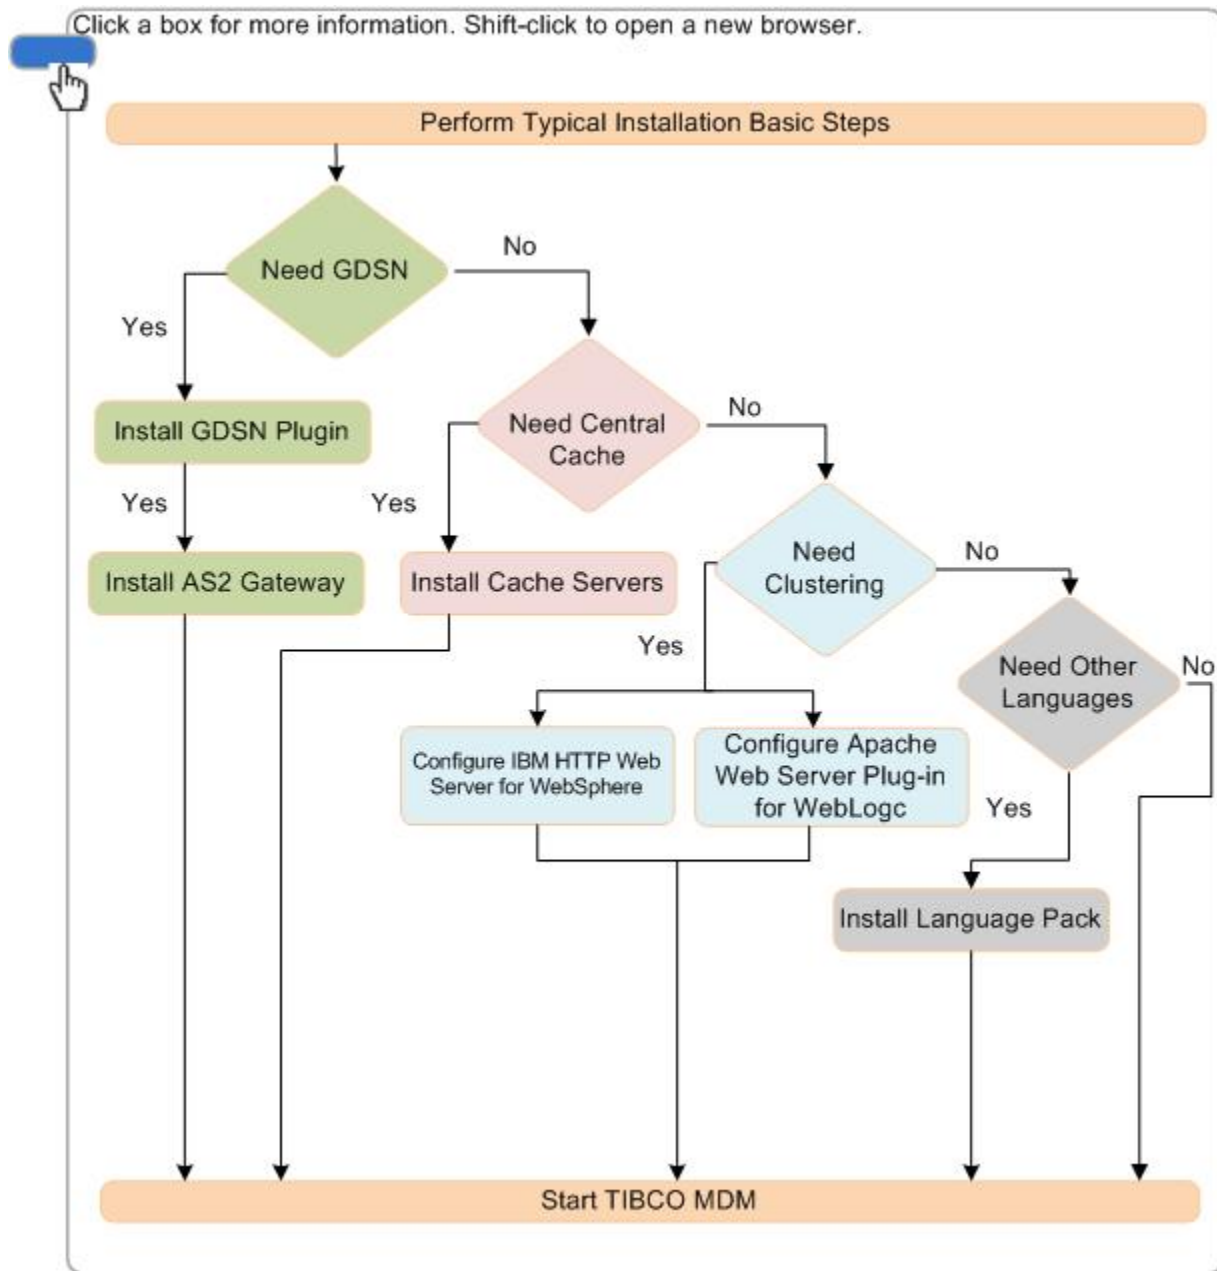 Click a box for more information. Shift-click to open a new browser.
Perform Typical Installation Basic Steps
Need GDSN
No
Yes
Install GDSN Plugin
Need Central
Cache
No
Yes
Yes
Install AS2 Gateway
Install Cache Servers
Need
Clustering
No
Yes
Need Other
Languages
No
Configure IBM HTTP Web
Server for WebSphere
Configure Apache
Web Server Plug-in
for WebLogc
Yes
Install Language Pack
Start TIBCO MDM